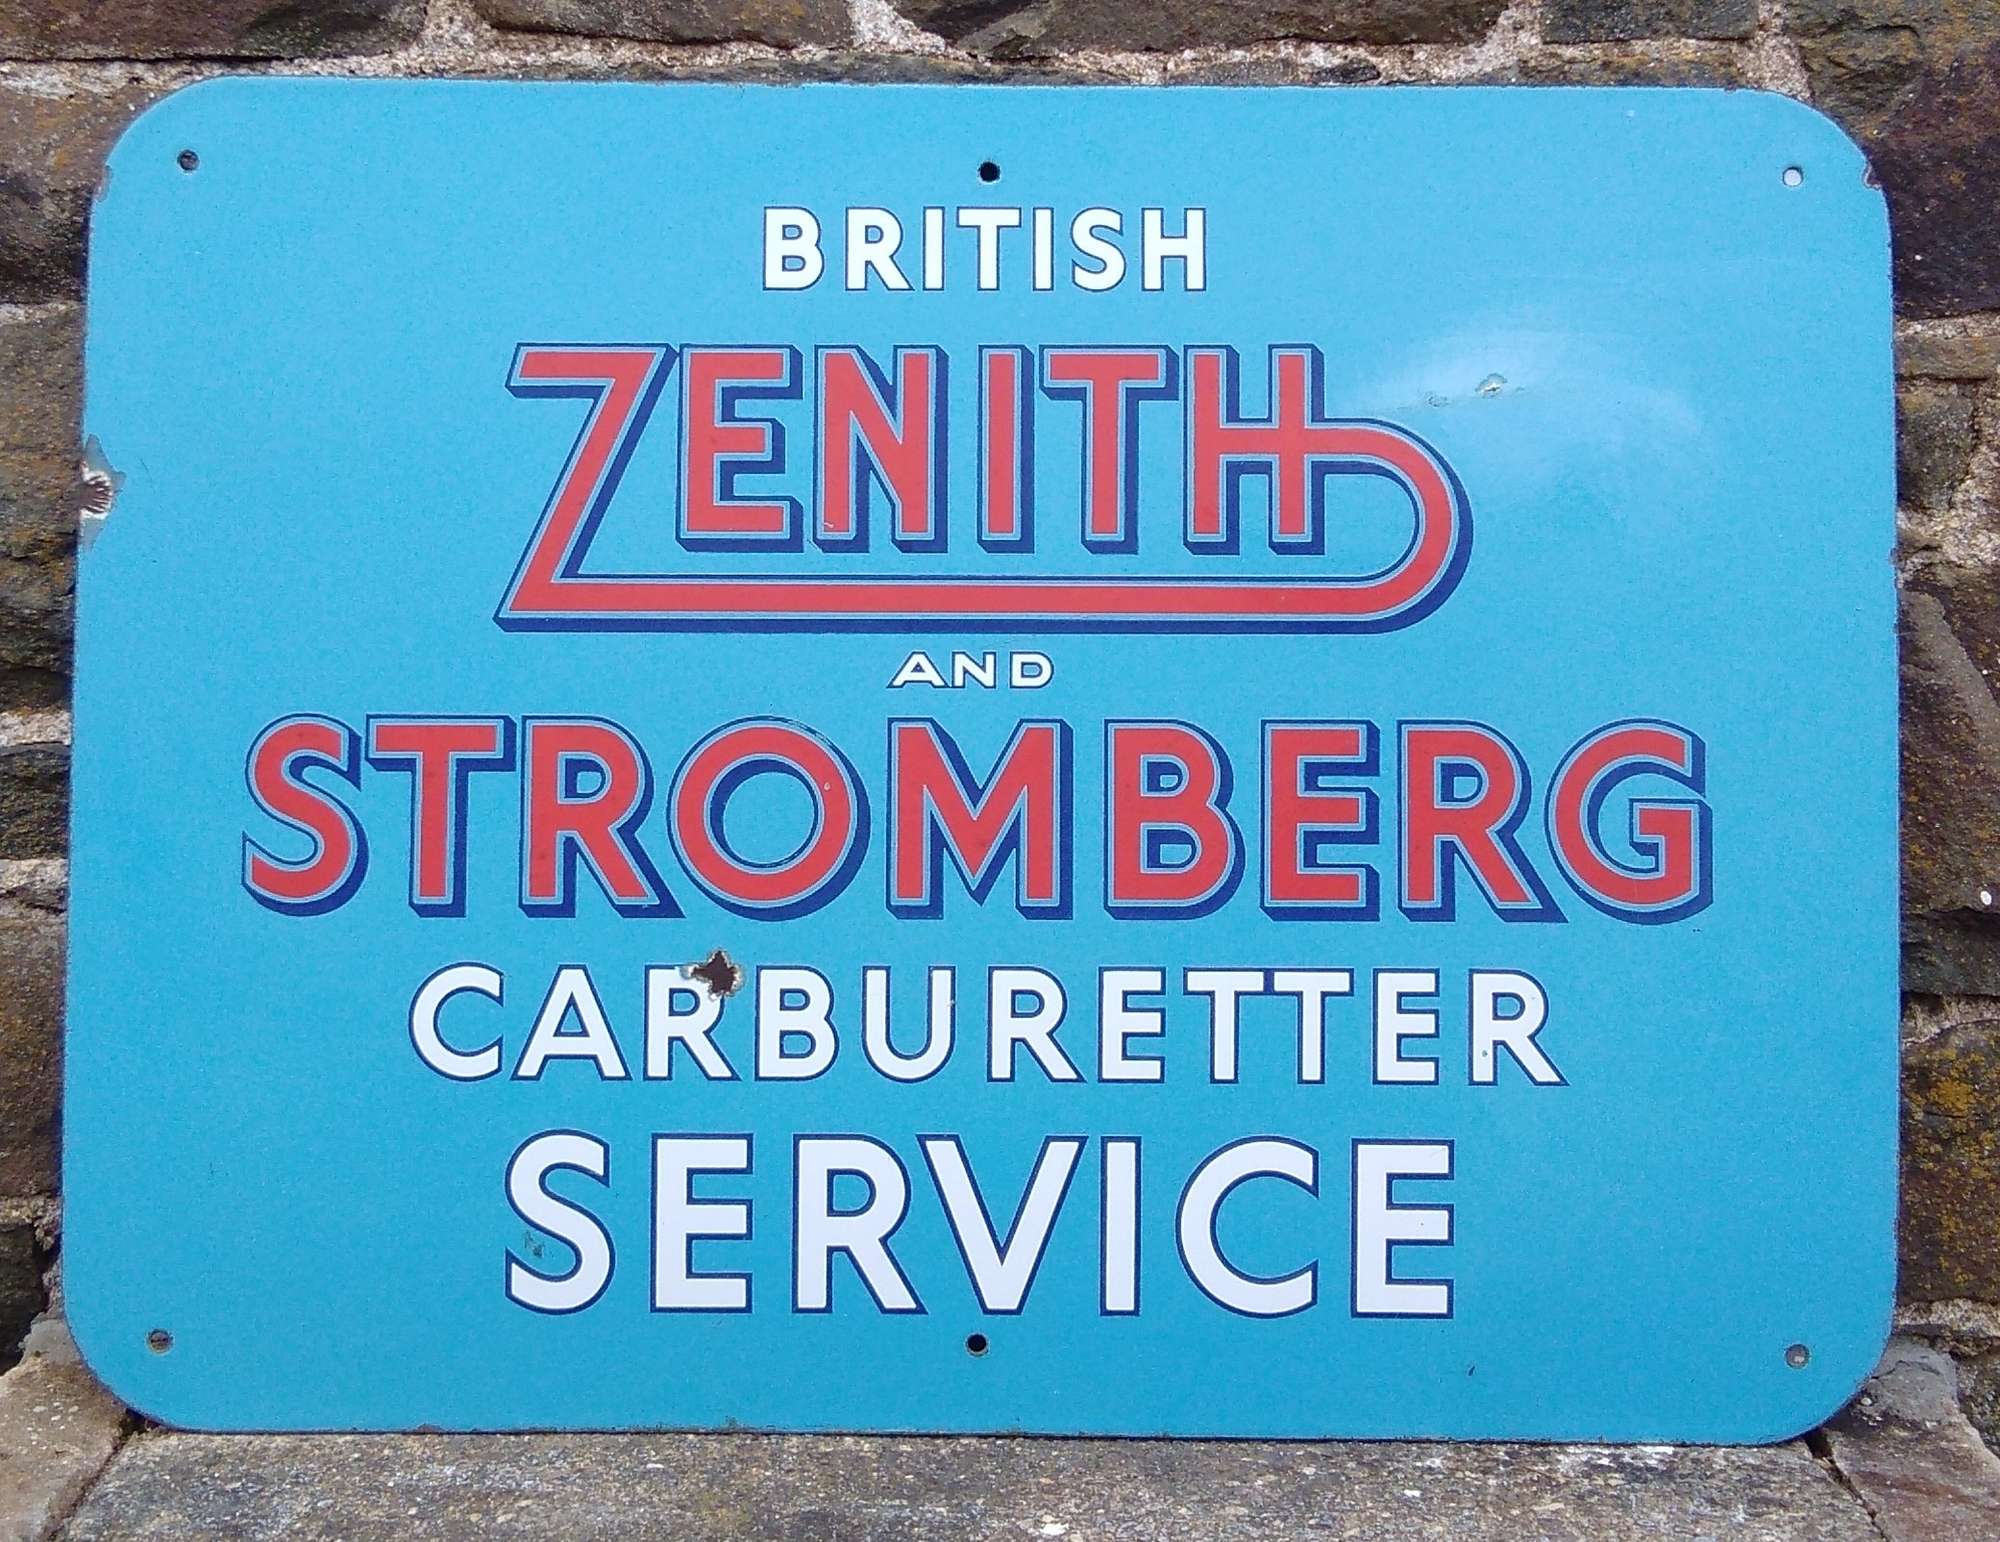 BRITISH
ZENITH
AND
STROMBERG
CARBURETTER
SERVICE